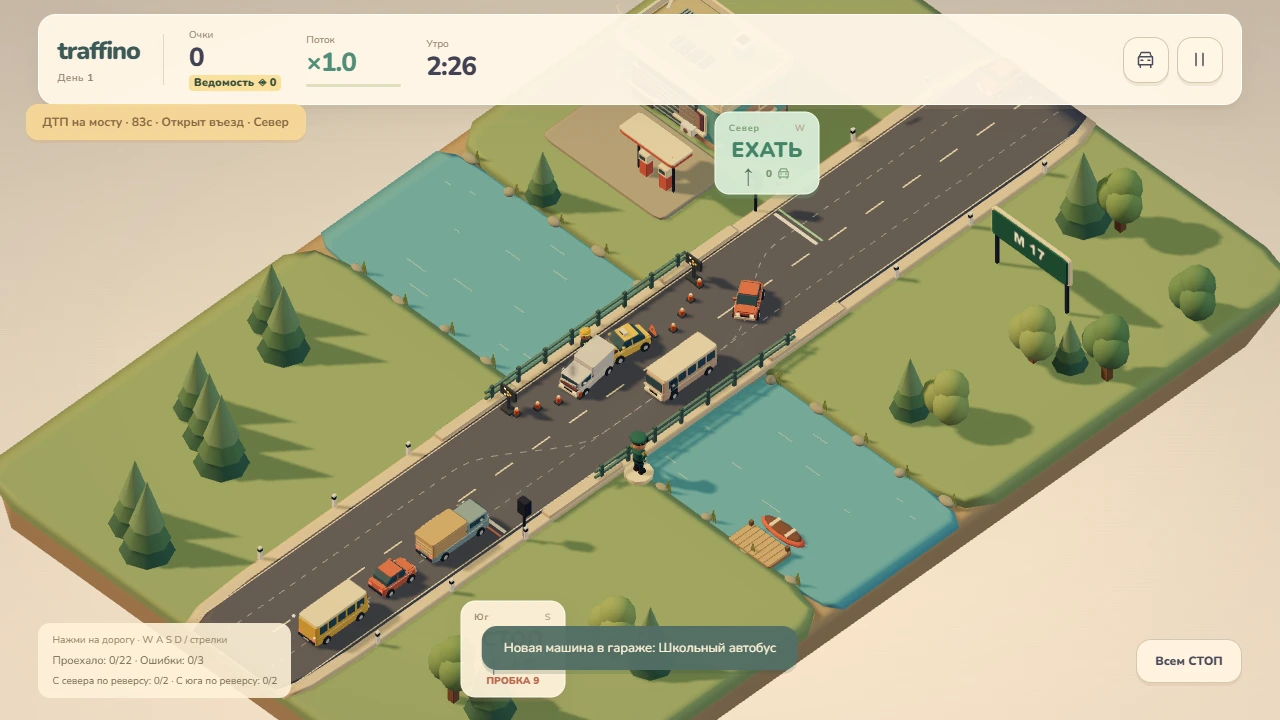 traffino
День 1
Очки
0
Ведомость 0
Поток
×1.0
Утро
2:26
ДТП на мосту · 83с · Открыт въезд · Север
Север W
ЕХАТЬ
↑ 0
M 17
Нажми на дорогу · W A S D / стрелки
Проехало: 0/22 · Ошибки: 0/3
С севера по реверсу: 0/2 · С юга по реверсу: 0/2
Юг S
Новая машина в гараже: Школьный автобус
ПРОБКА 9
Всем СТОП